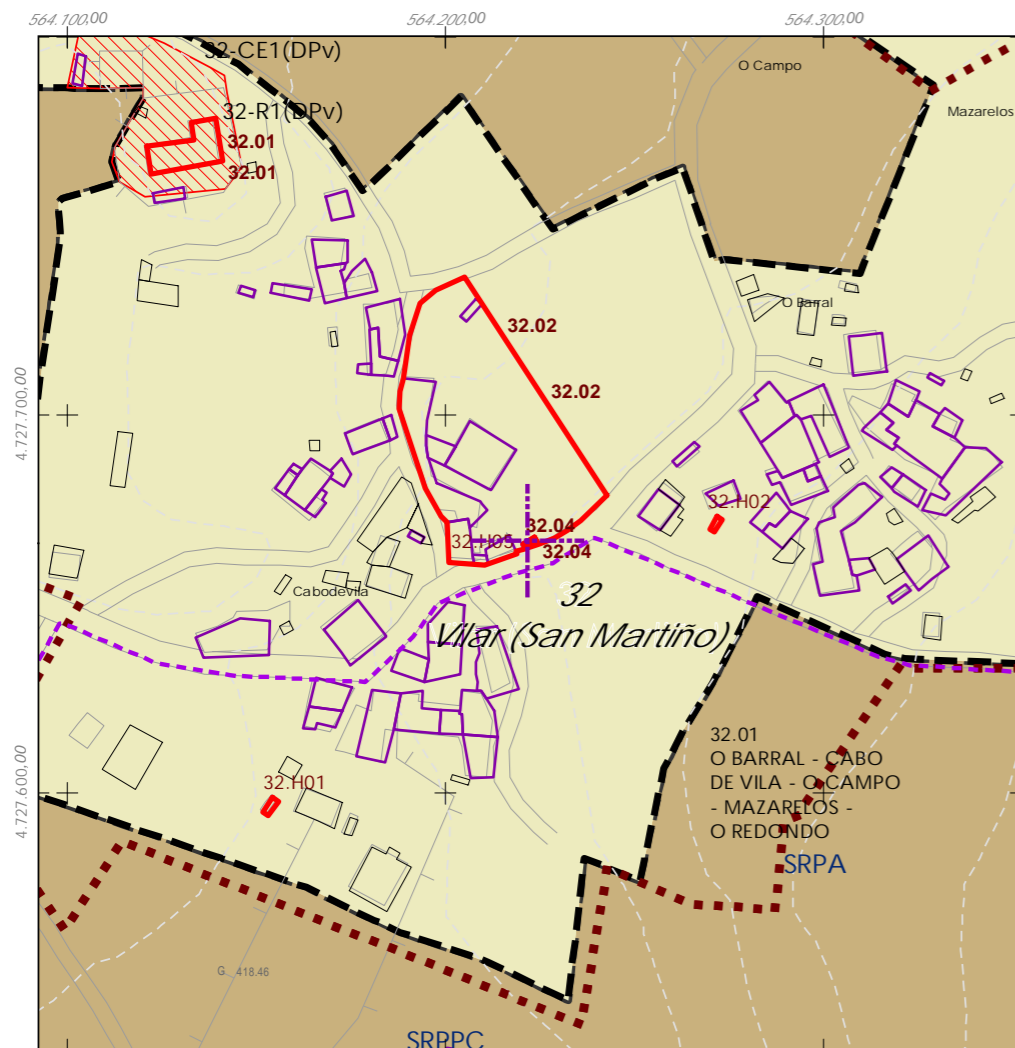 564.100,00
564.200,00
564.300,00
32-CE1(DPv)
O Campo
Mazarelos
32-R1(DPv)
32.01
32.01
O Barral
32.02
32.02
4.727.700,00
32.H02
32.04
32.H03
32.04
Cabodevila
32
Vilar (San Martiño)
32.01
O BARRAL - CABO
DE VILA - O CAMPO
- MAZARELOS -
O REDONDO
32.H01
4.727.600,00
SRPA
G. 418.46
SRPPC